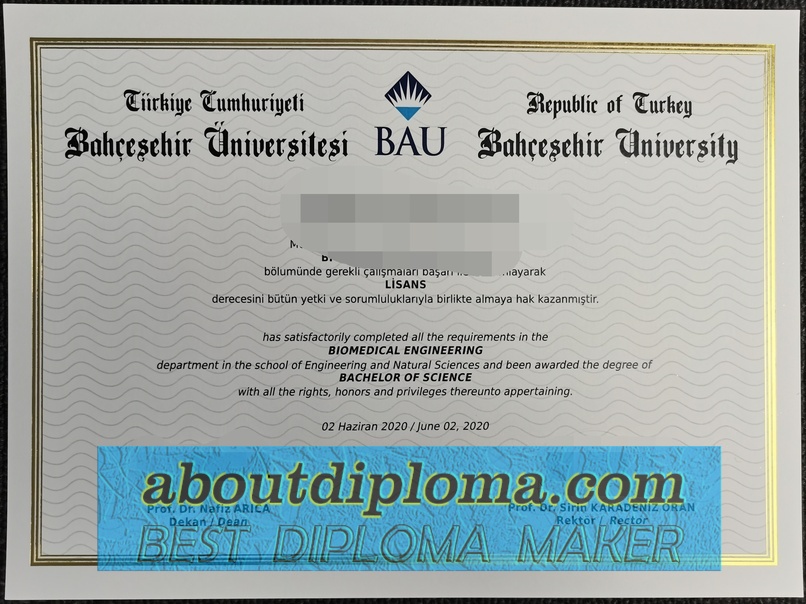 Türkiye Cumhuriyeti
Bahçeşehir Üniversitesi
BAU
Republic of Turkey
Bahçeşehir University
M
B.
bölümünde gerekli çalışmaları başarı layarak
LİSANS
derecesini bütün yetki ve sorumluluklarıyla birlikte almaya hak kazanmıştır.
has satisfactorily completed all the requirements in the
BIOMEDICAL ENGINEERING
department in the school of Engineering and Natural Sciences and been awarded the degree of
BACHELOR OF SCIENCE
with all the rights, honors and privileges thereunto appertaining.
02 Haziran 2020 / June 02, 2020
aboutdiploma.com
Prof. Dr. Nafiz ARICA
Dekan / Dean
Prof. Dr. Şirin KARADENİZ ORAN
Rektor / Rector
BEST DIPLOMA MAKER